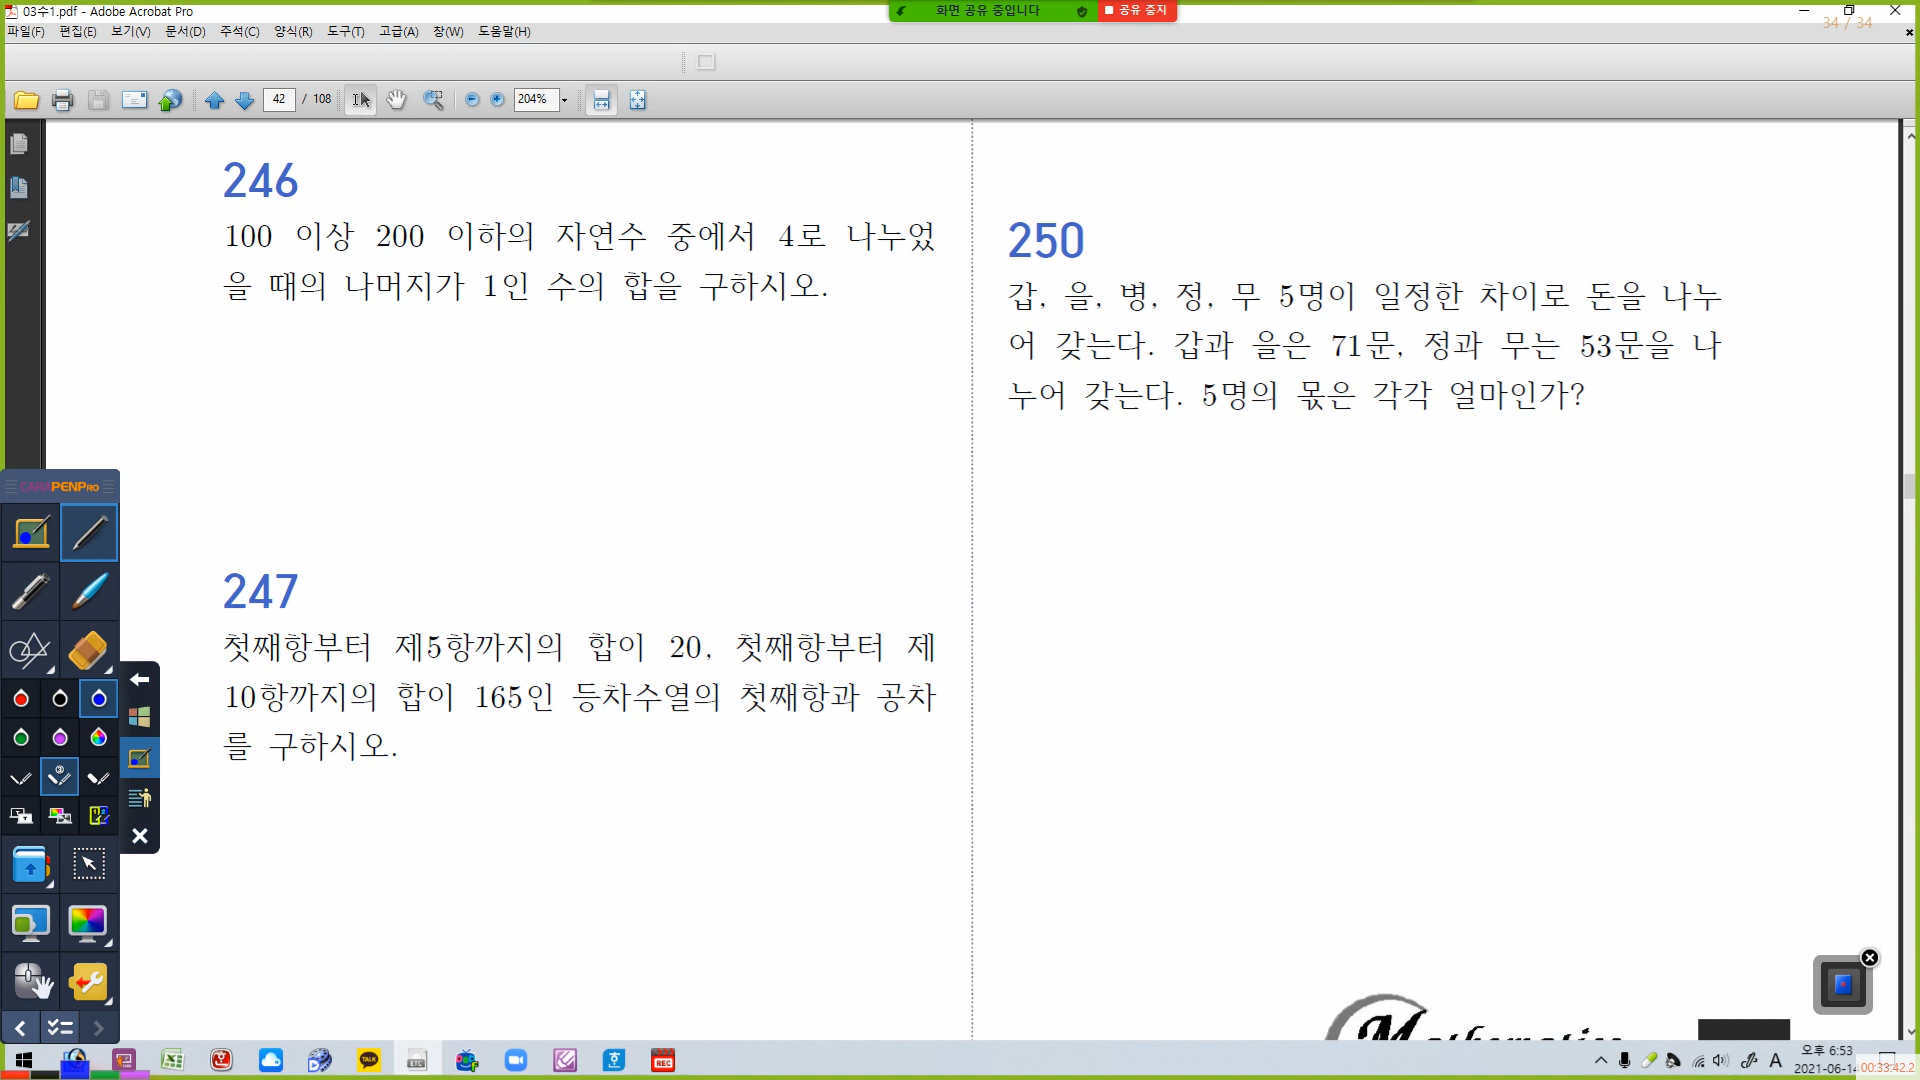 03수1.pdf - Adobe Acrobat Pro
화면 공유 중입니다
공유 중지
34 / 34
파일(F) 편집(E) 보기(V) 문서(D) 주석(C) 양식(R) 도구(T) 고급(A) 창(W) 도움말(H)
42 / 108
204%
246
100 이상 200 이하의 자연수 중에서 4로 나누었
을 때의 나머지가 1인 수의 합을 구하시오.
247
첫째항부터 제5항까지의 합이 20, 첫째항부터 제
10항까지의 합이 165인 등차수열의 첫째항과 공차
를 구하시오.
250
갑, 을, 병, 정, 무 5명이 일정한 차이로 돈을 나누
어 갖는다. 갑과 을은 71문, 정과 무는 53문을 나
누어 갖는다. 5명의 몫은 각각 얼마인가?
CARAPENPRO
Mathematics
TALK
REC
A
오후 6:53
2021-06-14
00:33:42.2